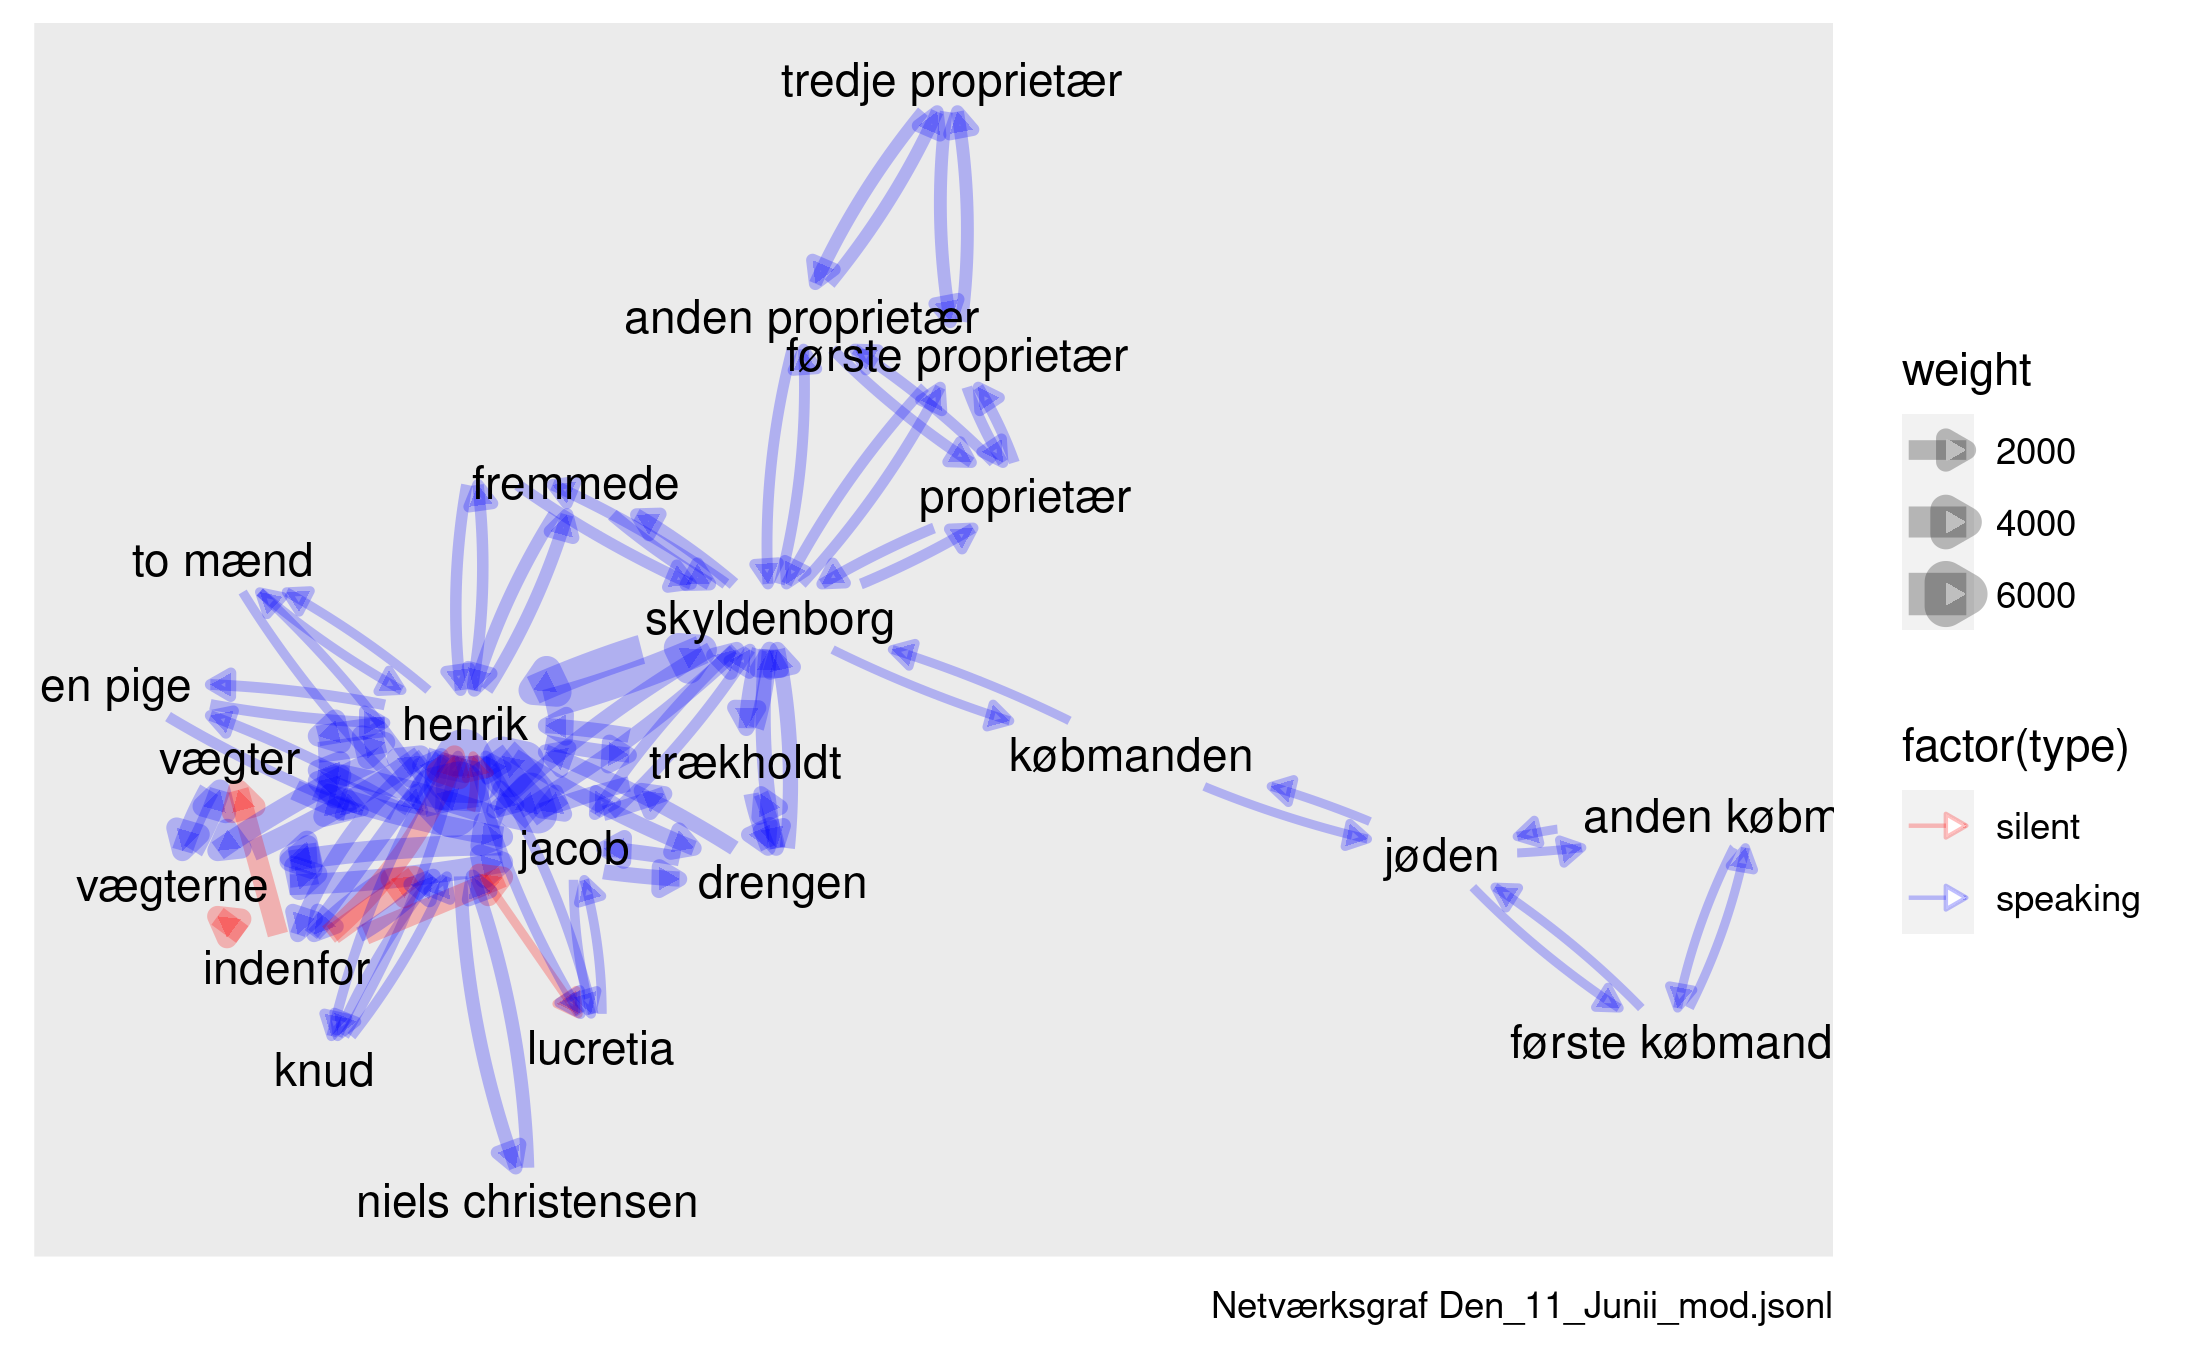 tredje proprietær
anden proprietær
første proprietær
fremmede
proprietær
to mænd
skyldenborg
en pige
henrik
vægter
trækholdt
købmanden
anden købm
jacob
jøden
vægterne
drengen
indenfor
lucretia
første købmand
knud
niels christensen
weight
2000
4000
6000
factor(type)
silent
speaking
Netværksgraf Den_11_Junii_mod.jsonl